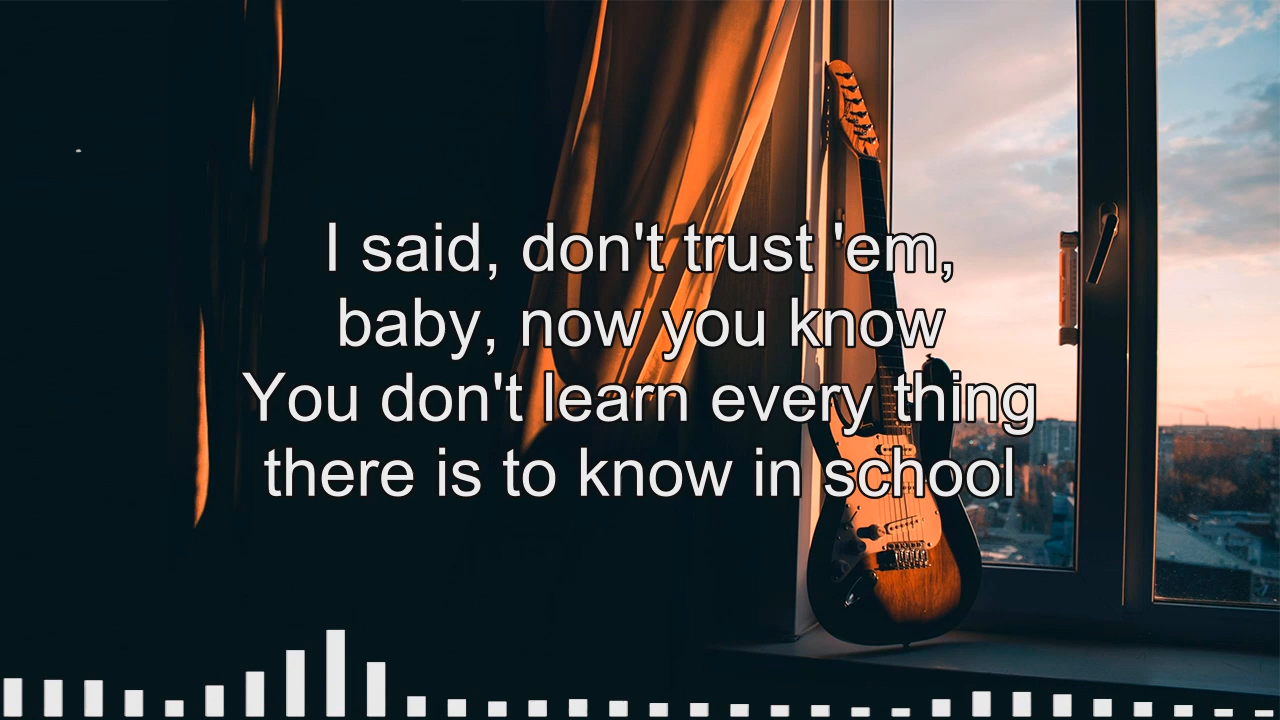 I said, don't trust 'em,
baby, now you know
You don't learn every thing
there is to know in school